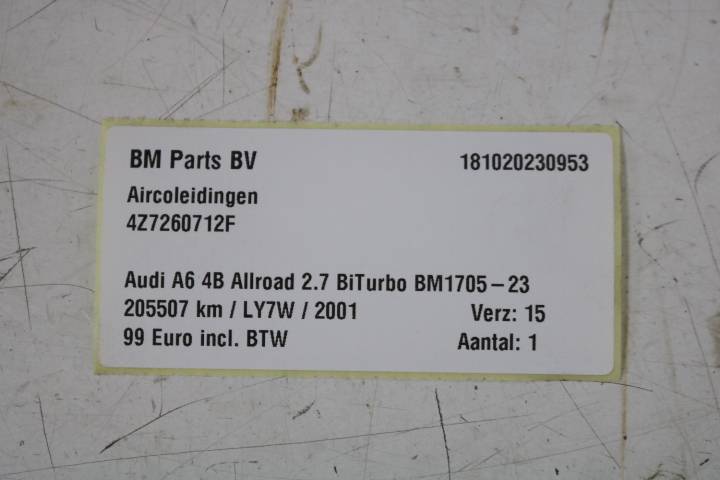 BM Parts BV 181020230953
Aircoleidingen
4Z7260712F
Audi A6 4B Allroad 2.7 BiTurbo BM1705-23
205507 km / LY7W / 2001 Verz: 15
99 Euro incl. BTW Aantal: 1